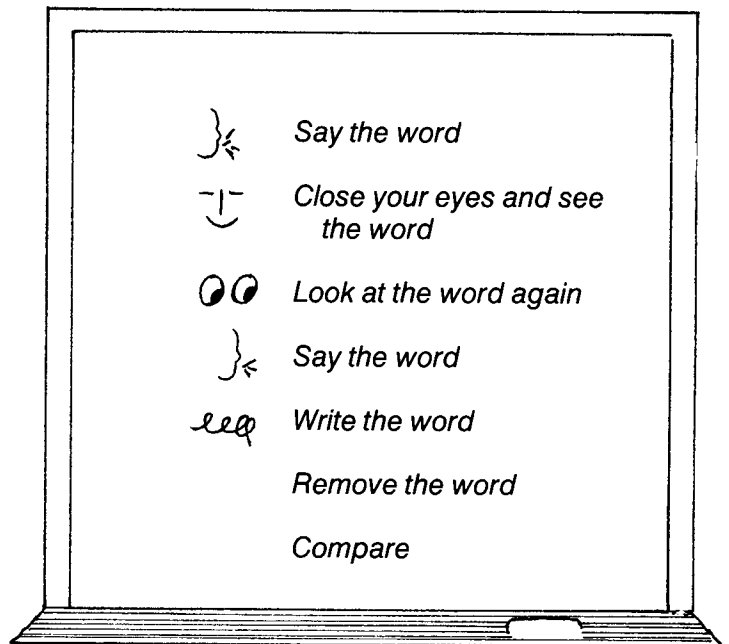 Say the word
Close your eyes and see
the word
Look at the word again
Say the word
Write the word
Remove the word
Compare